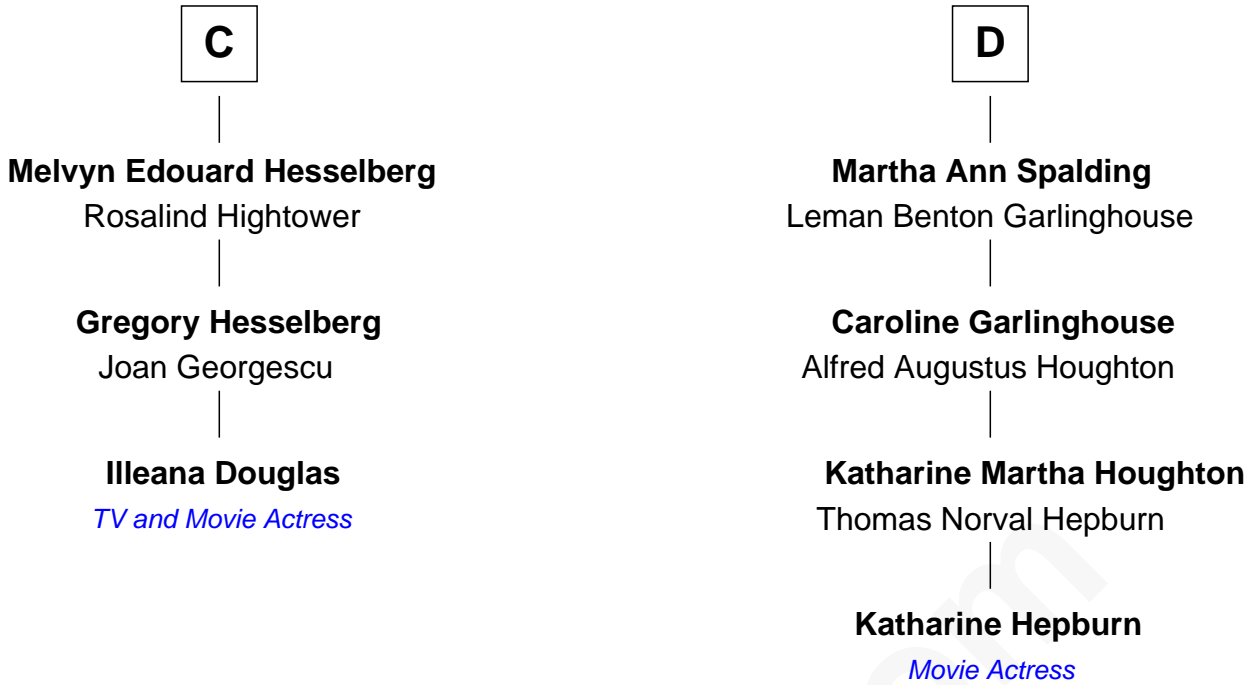 C
Melvyn Edouard Hesselberg
Rosalind Hightower
Gregory Hesselberg
Joan Georgescu
Illeana Douglas
TV and Movie Actress
D
Martha Ann Spalding
Leman Benton Garlinghouse
Caroline Garlinghouse
Alfred Augustus Houghton
Katharine Martha Houghton
Thomas Norval Hepburn
Katharine Hepburn
Movie Actress